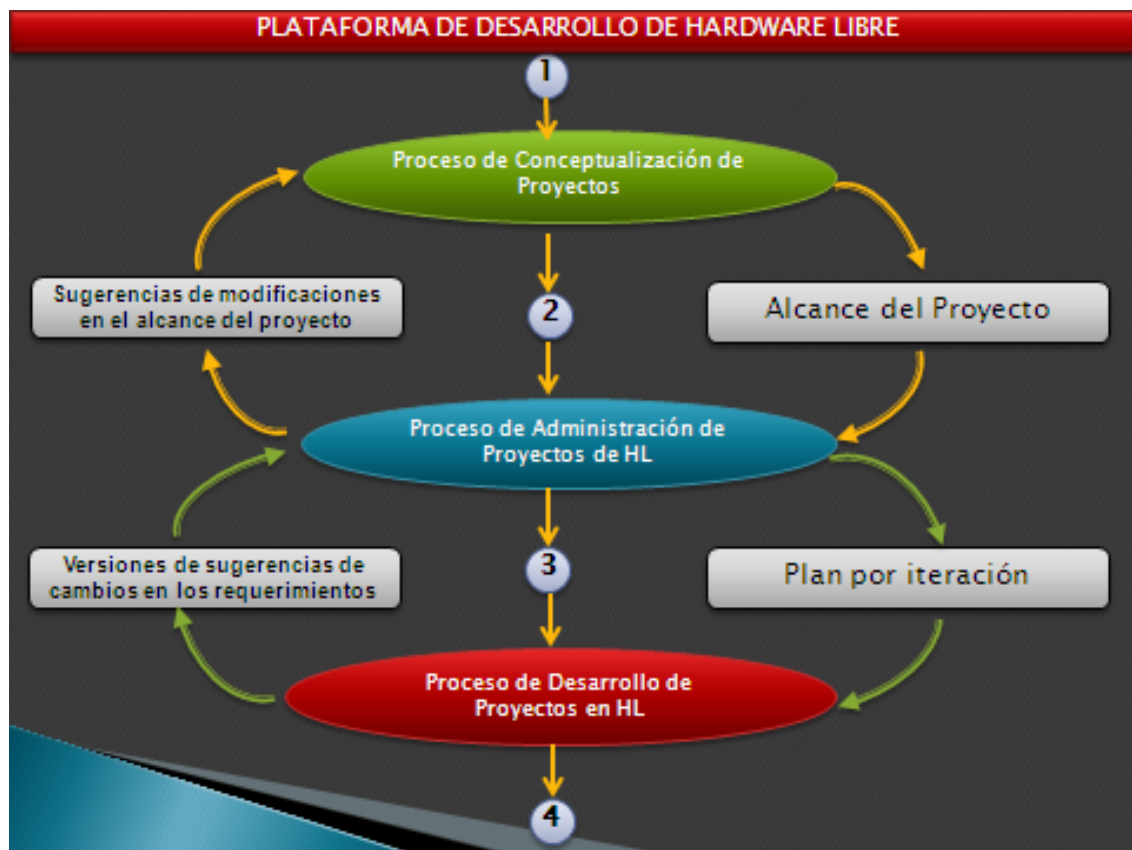 PLATAFORMA DE DESARROLLO DE HARDWARE LIBRE
1
Proceso de Conceptualización de
Proyectos
Sugerencias de modificaciones
en el alcance del proyecto
2
Alcance del Proyecto
Proceso de Administración de
Proyectos de HL
Versiones de sugerencias de
cambios en los requerimientos
3
Plan por iteración
Proceso de Desarrollo de
Proyectos en HL
4